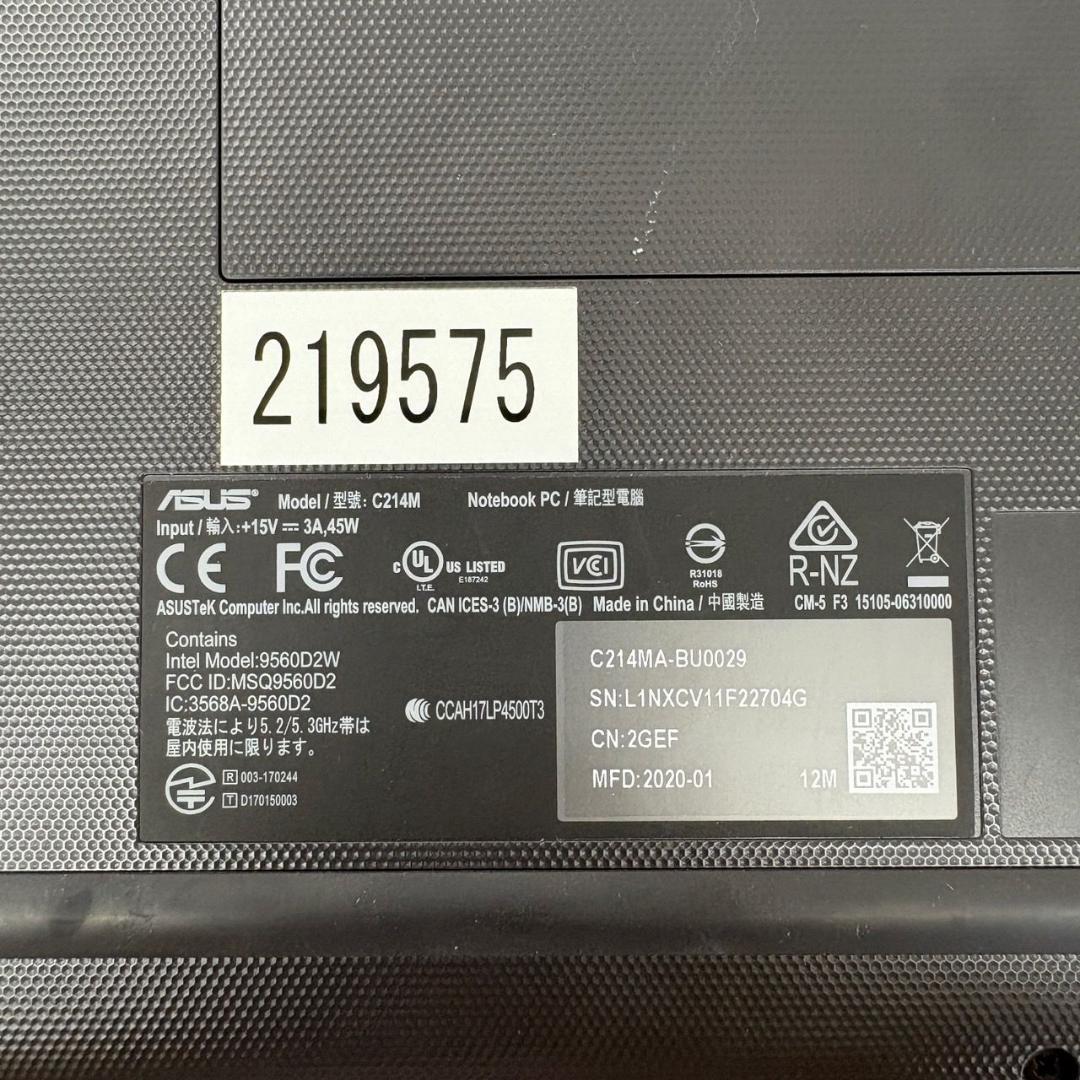 219575
ASUS® Model / 型號: C214M Notebook PC / 筆記型電腦
Input / 輸入:+15V⎓ 3A,45W
CE FC c UL US LISTED I.T.E. E187242 VCI R31018 RoHS R-NZ
ASUSTeK Computer Inc.All rights reserved. CAN ICES-3 (B)/NMB-3(B) Made in China / 中國製造 CM-5 F3 15105-06310000
Contains
Intel Model:9560D2W
FCC ID:MSQ9560D2
IC:3568A-9560D2
電波法により5.2/5.3GHz帯は
屋内使用に限ります。
R 003-170244
T D170150003
CCAH17LP4500T3
C214MA-BU0029
SN:L1NXCV11F22704G
CN:2GEF
MFD:2020-01 12M